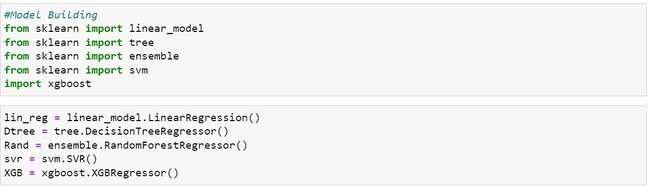 #Model Building
from sklearn import linear_model
from sklearn import tree
from sklearn import ensemble
from sklearn import svm
import xgboost
lin_reg = linear_model.LinearRegression()
Dtree = tree.DecisionTreeRegressor()
Rand = ensemble.RandomForestRegressor()
svr = svm.SVR()
XGB = xgboost.XGBRegressor()